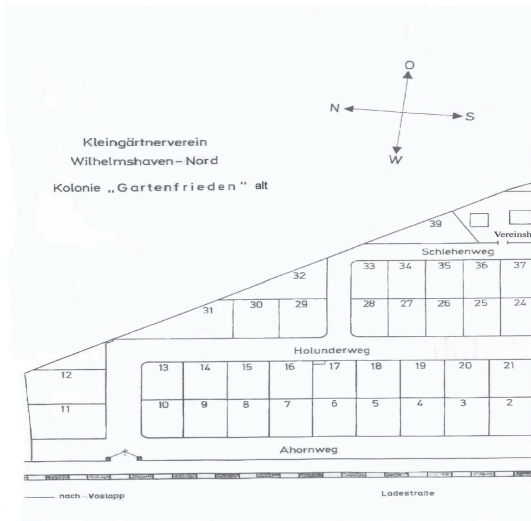 O
N S
W
Kleingärtnerverein
Wilhelmshaven-Nord
Kolonie „Gartenfrieden" alt
39
Vereinsh
Schlehenweg
32 33 34 35 36 37
31 30 29 28 27 26 25 24
Holunderweg
12 13 14 15 16 17 18 19 20 21
11 10 9 8 7 6 5 4 3 2
Ahornweg
nach Voslapp Ladestraße